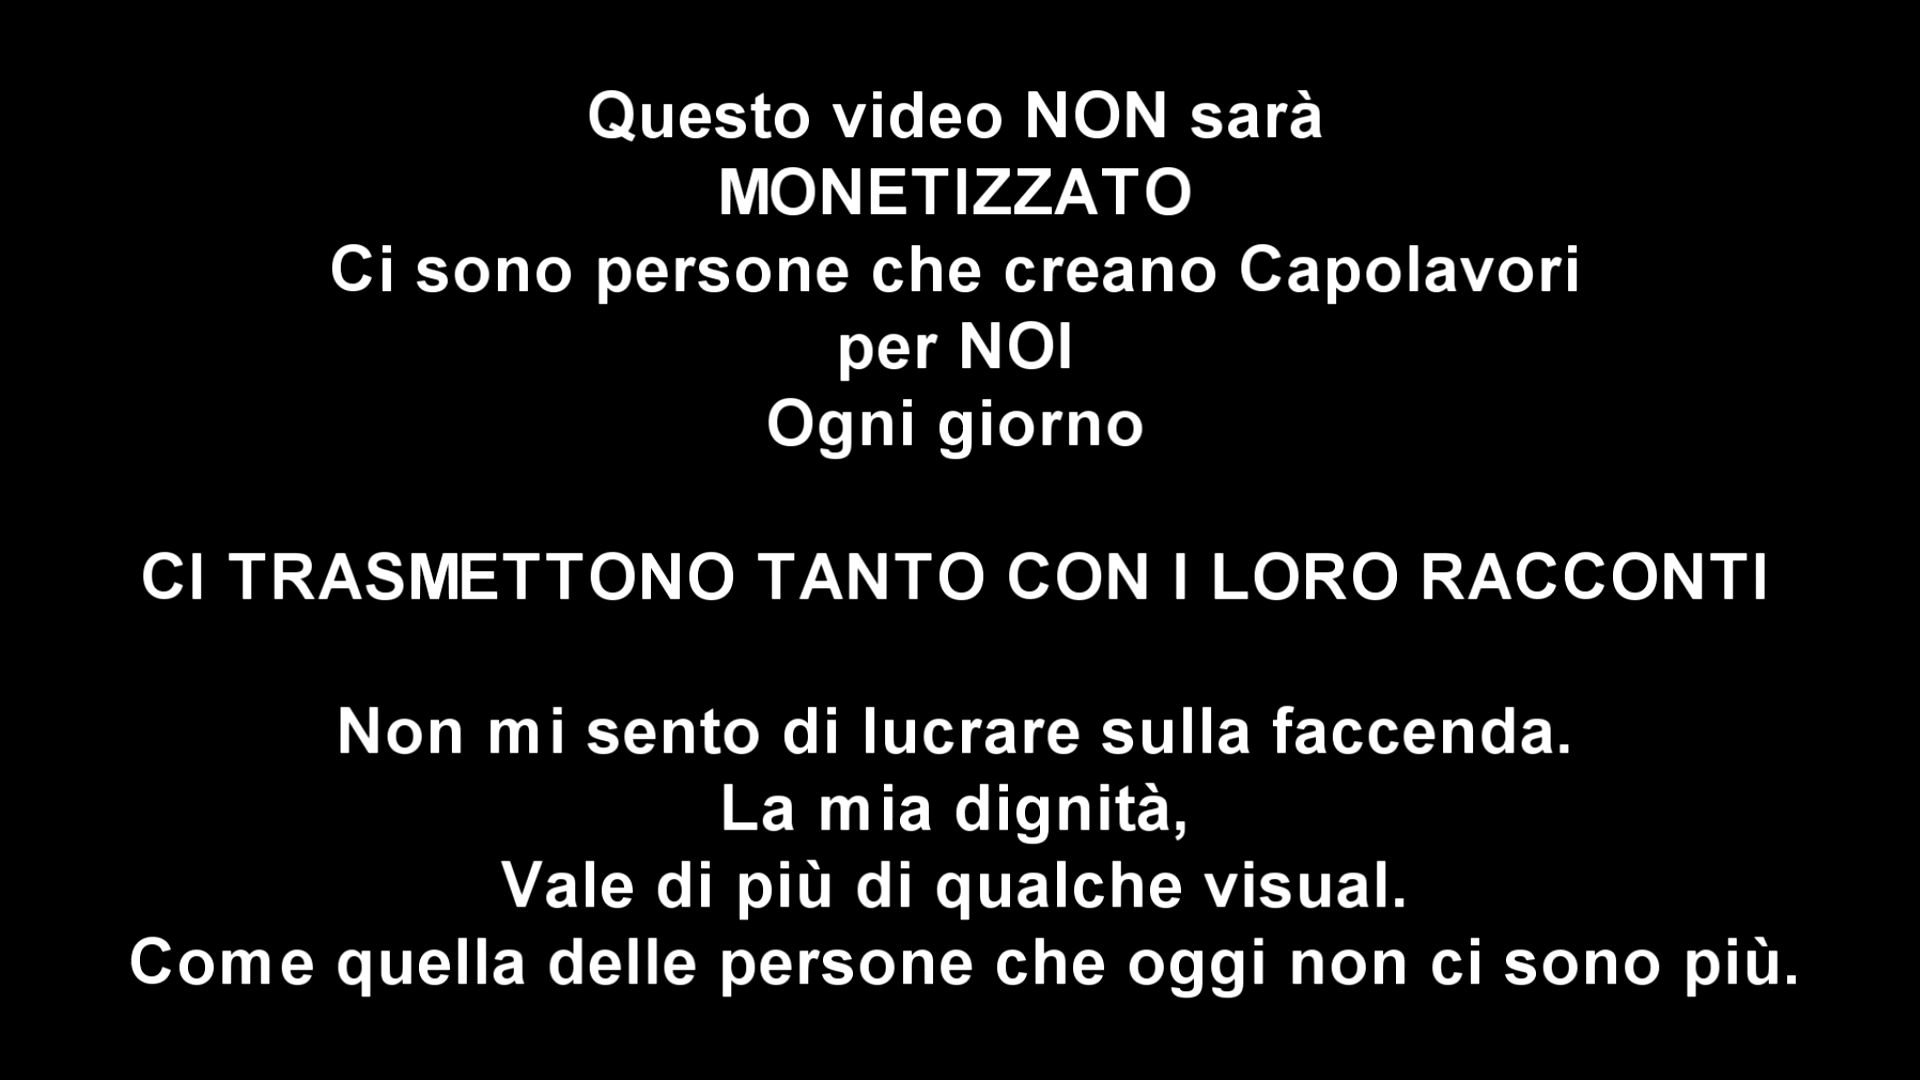 Questo video NON sarà
MONETIZZATO
Ci sono persone che creano Capolavori
per NOI
Ogni giorno
CI TRASMETTONO TANTO CON I LORO RACCONTI
Non mi sento di lucrare sulla faccenda.
La mia dignità,
Vale di più di qualche visual.
Come quella delle persone che oggi non ci sono più.